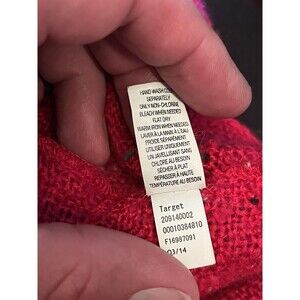 HAND WASH COLD
SEPARATELY
ONLY NON-CHLORINE
BLEACH WHEN NEEDED
FLAT DRY
WARM IRON WHEN NEEDED
LAVER À LA MAIN À L'EAU
FROIDE SÉPARÉMENT
UTILISER UNIQUEMENT
UN JAVELLISANT SANS
CHLORE AU BESOIN
SÉCHER À PLAT
REPASSER À HAUTE
TEMPÉRATURE AU BESOIN
Target
209140002
00010384810
F16987091
03/14